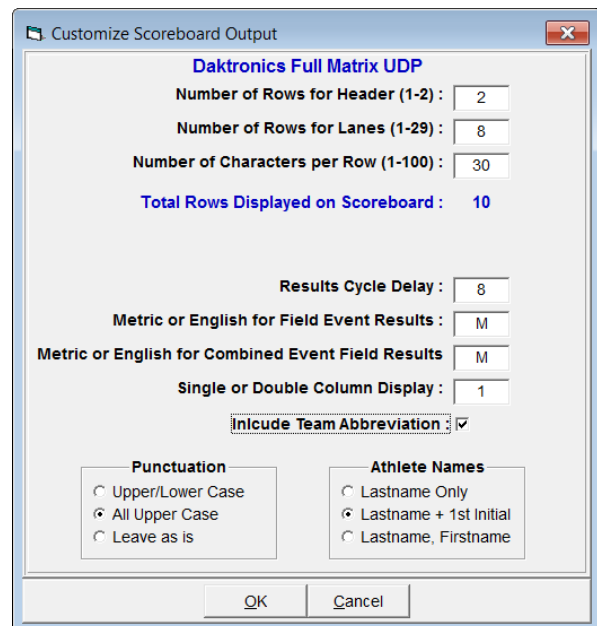 Customize Scoreboard Output
Daktronics Full Matrix UDP
Number of Rows for Header (1-2) : 2
Number of Rows for Lanes (1-29) : 8
Number of Characters per Row (1-100) : 30
Total Rows Displayed on Scoreboard : 10
Results Cycle Delay : 8
Metric or English for Field Event Results : M
Metric or English for Combined Event Field Results M
Single or Double Column Display : 1
Inlcude Team Abbreviation :
Punctuation
Upper/Lower Case
All Upper Case
Leave as is
Athlete Names
Lastname Only
Lastname + 1st Initial
Lastname, Firstname
OK Cancel